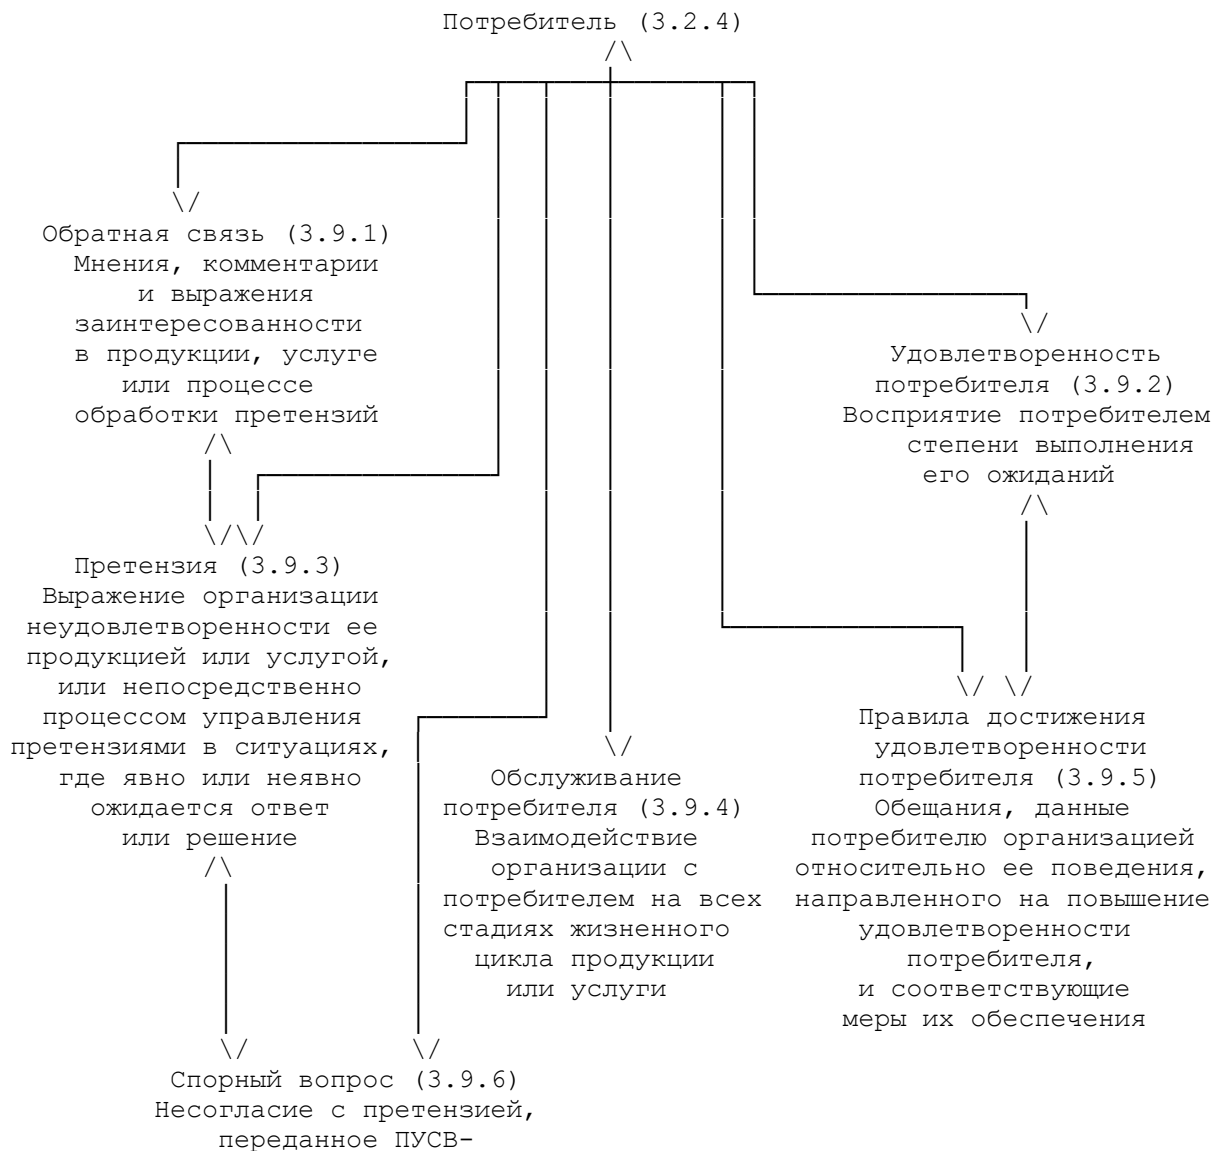 Потребитель (3.2.4)
Обратная связь (3.9.1)
Мнения, комментарии
и выражения
заинтересованности
в продукции, услуге
или процессе
обработки претензий
Удовлетворенность
потребителя (3.9.2)
Восприятие потребителем
степени выполнения
его ожиданий
Претензия (3.9.3)
Выражение организации
неудовлетворенности ее
продукцией или услугой,
или непосредственно
процессом управления
претензиями в ситуациях,
где явно или неявно
ожидается ответ
или решение
Обслуживание
потребителя (3.9.4)
Взаимодействие
организации с
потребителем на всех
стадиях жизненного
цикла продукции
или услуги
Правила достижения
удовлетворенности
потребителя (3.9.5)
Обещания, данные
потребителю организацией
относительно ее поведения,
направленного на повышение
удовлетворенности
потребителя,
и соответствующие
меры их обеспечения
Спорный вопрос (3.9.6)
Несогласие с претензией,
переданное ПУСВ-